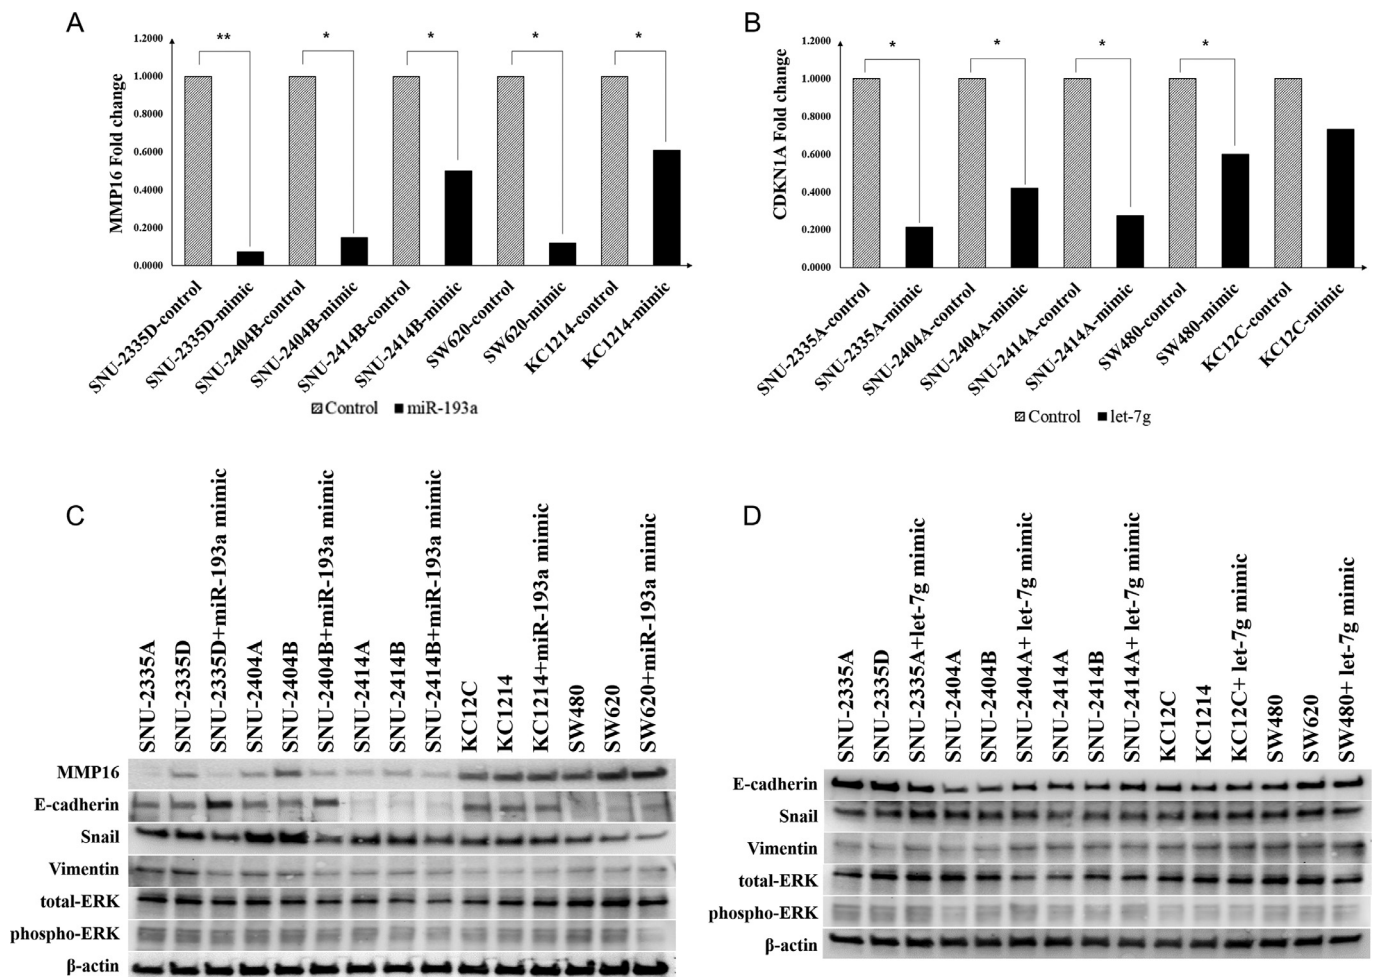 A
MMP16 Fold change
1.2000
1.0000
0.8000
0.6000
0.4000
0.2000
0.0000
**
*
*
*
*
SNU-2335D-control
SNU-2335D-mimic
SNU-2404B-control
SNU-2404B-mimic
SNU-2414B-control
SNU-2414B-mimic
SW620-control
SW620-mimic
KC1214-control
KC1214-mimic
Control miR-193a
B
CDKN1A Fold change
1.2000
1.0000
0.8000
0.6000
0.4000
0.2000
0.0000
*
*
*
*
SNU-2335A-control
SNU-2335A-mimic
SNU-2404A-control
SNU-2404A-mimic
SNU-2414A-control
SNU-2414A-mimic
SW480-control
SW480-mimic
KC12C-control
KC12C-mimic
Control let-7g
C
SNU-2335A
SNU-2335D
SNU-2335D+miR-193a mimic
SNU-2404A
SNU-2404B
SNU-2404B+miR-193a mimic
SNU-2414A
SNU-2414B
SNU-2414B+miR-193a mimic
KC12C
KC1214
KC1214+miR-193a mimic
SW480
SW620
SW620+miR-193a mimic
MMP16
E-cadherin
Snail
Vimentin
total-ERK
phospho-ERK
β-actin
D
SNU-2335A
SNU-2335D
SNU-2335A+let-7g mimic
SNU-2404A
SNU-2404B
SNU-2404A+ let-7g mimic
SNU-2414A
SNU-2414B
SNU-2414A+ let-7g mimic
KC12C
KC1214
KC12C+ let-7g mimic
SW480
SW620
SW480+ let-7g mimic
E-cadherin
Snail
Vimentin
total-ERK
phospho-ERK
β-actin